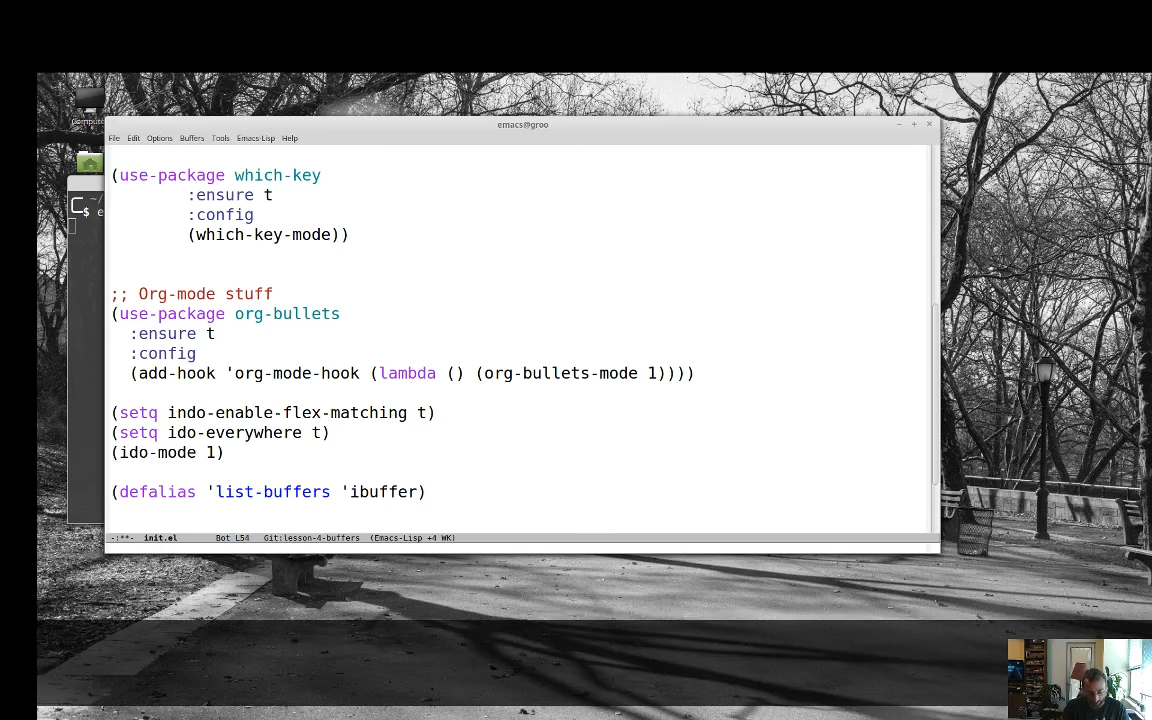 emacs@groo
File Edit Options Buffers Tools Emacs-Lisp Help
(use-package which-key
:ensure t
:config
(which-key-mode))
;; Org-mode stuff
(use-package org-bullets
:ensure t
:config
(add-hook 'org-mode-hook (lambda () (org-bullets-mode 1))))
(setq indo-enable-flex-matching t)
(setq ido-everywhere t)
(ido-mode 1)
(defalias 'list-buffers 'ibuffer)
-:**- init.el Bot L54 Git:lesson-4-buffers (Emacs-Lisp +4 WK)
~/
$ e